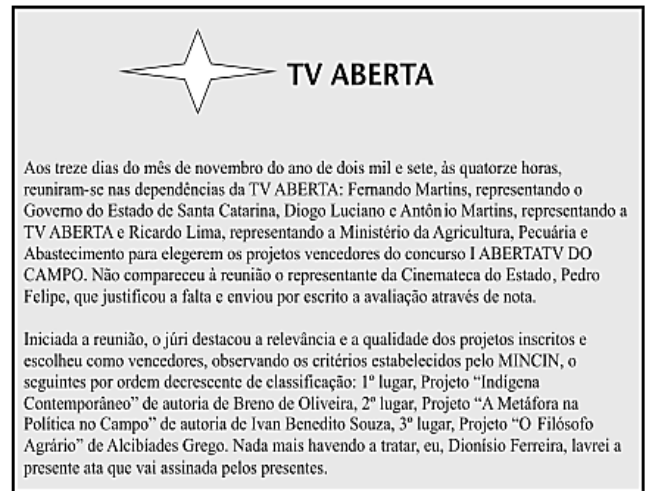 TV ABERTA
Aos treze dias do mês de novembro do ano de dois mil e sete, às quatorze horas,
reuniram-se nas dependências da TV ABERTA: Fernando Martins, representando o
Governo do Estado de Santa Catarina, Diogo Luciano e Antônio Martins, representando a
TV ABERTA e Ricardo Lima, representando a Ministério da Agricultura, Pecuária e
Abastecimento para elegerem os projetos vencedores do concurso I ABERTATV DO
CAMPO. Não compareceu à reunião o representante da Cinemateca do Estado, Pedro
Felipe, que justificou a falta e enviou por escrito a avaliação através de nota.
Iniciada a reunião, o júri destacou a relevância e a qualidade dos projetos inscritos e
escolheu como vencedores, observando os critérios estabelecidos pelo MINCIN, o
seguintes por ordem decrescente de classificação: 1º lugar, Projeto “Indígena
Contemporâneo” de autoria de Breno de Oliveira, 2º lugar, Projeto “A Metáfora na
Política no Campo” de autoria de Ivan Benedito Souza, 3º lugar, Projeto “O Filósofo
Agrário” de Alcibíades Grego. Nada mais havendo a tratar, eu, Dionísio Ferreira, lavrei a
presente ata que vai assinada pelos presentes.